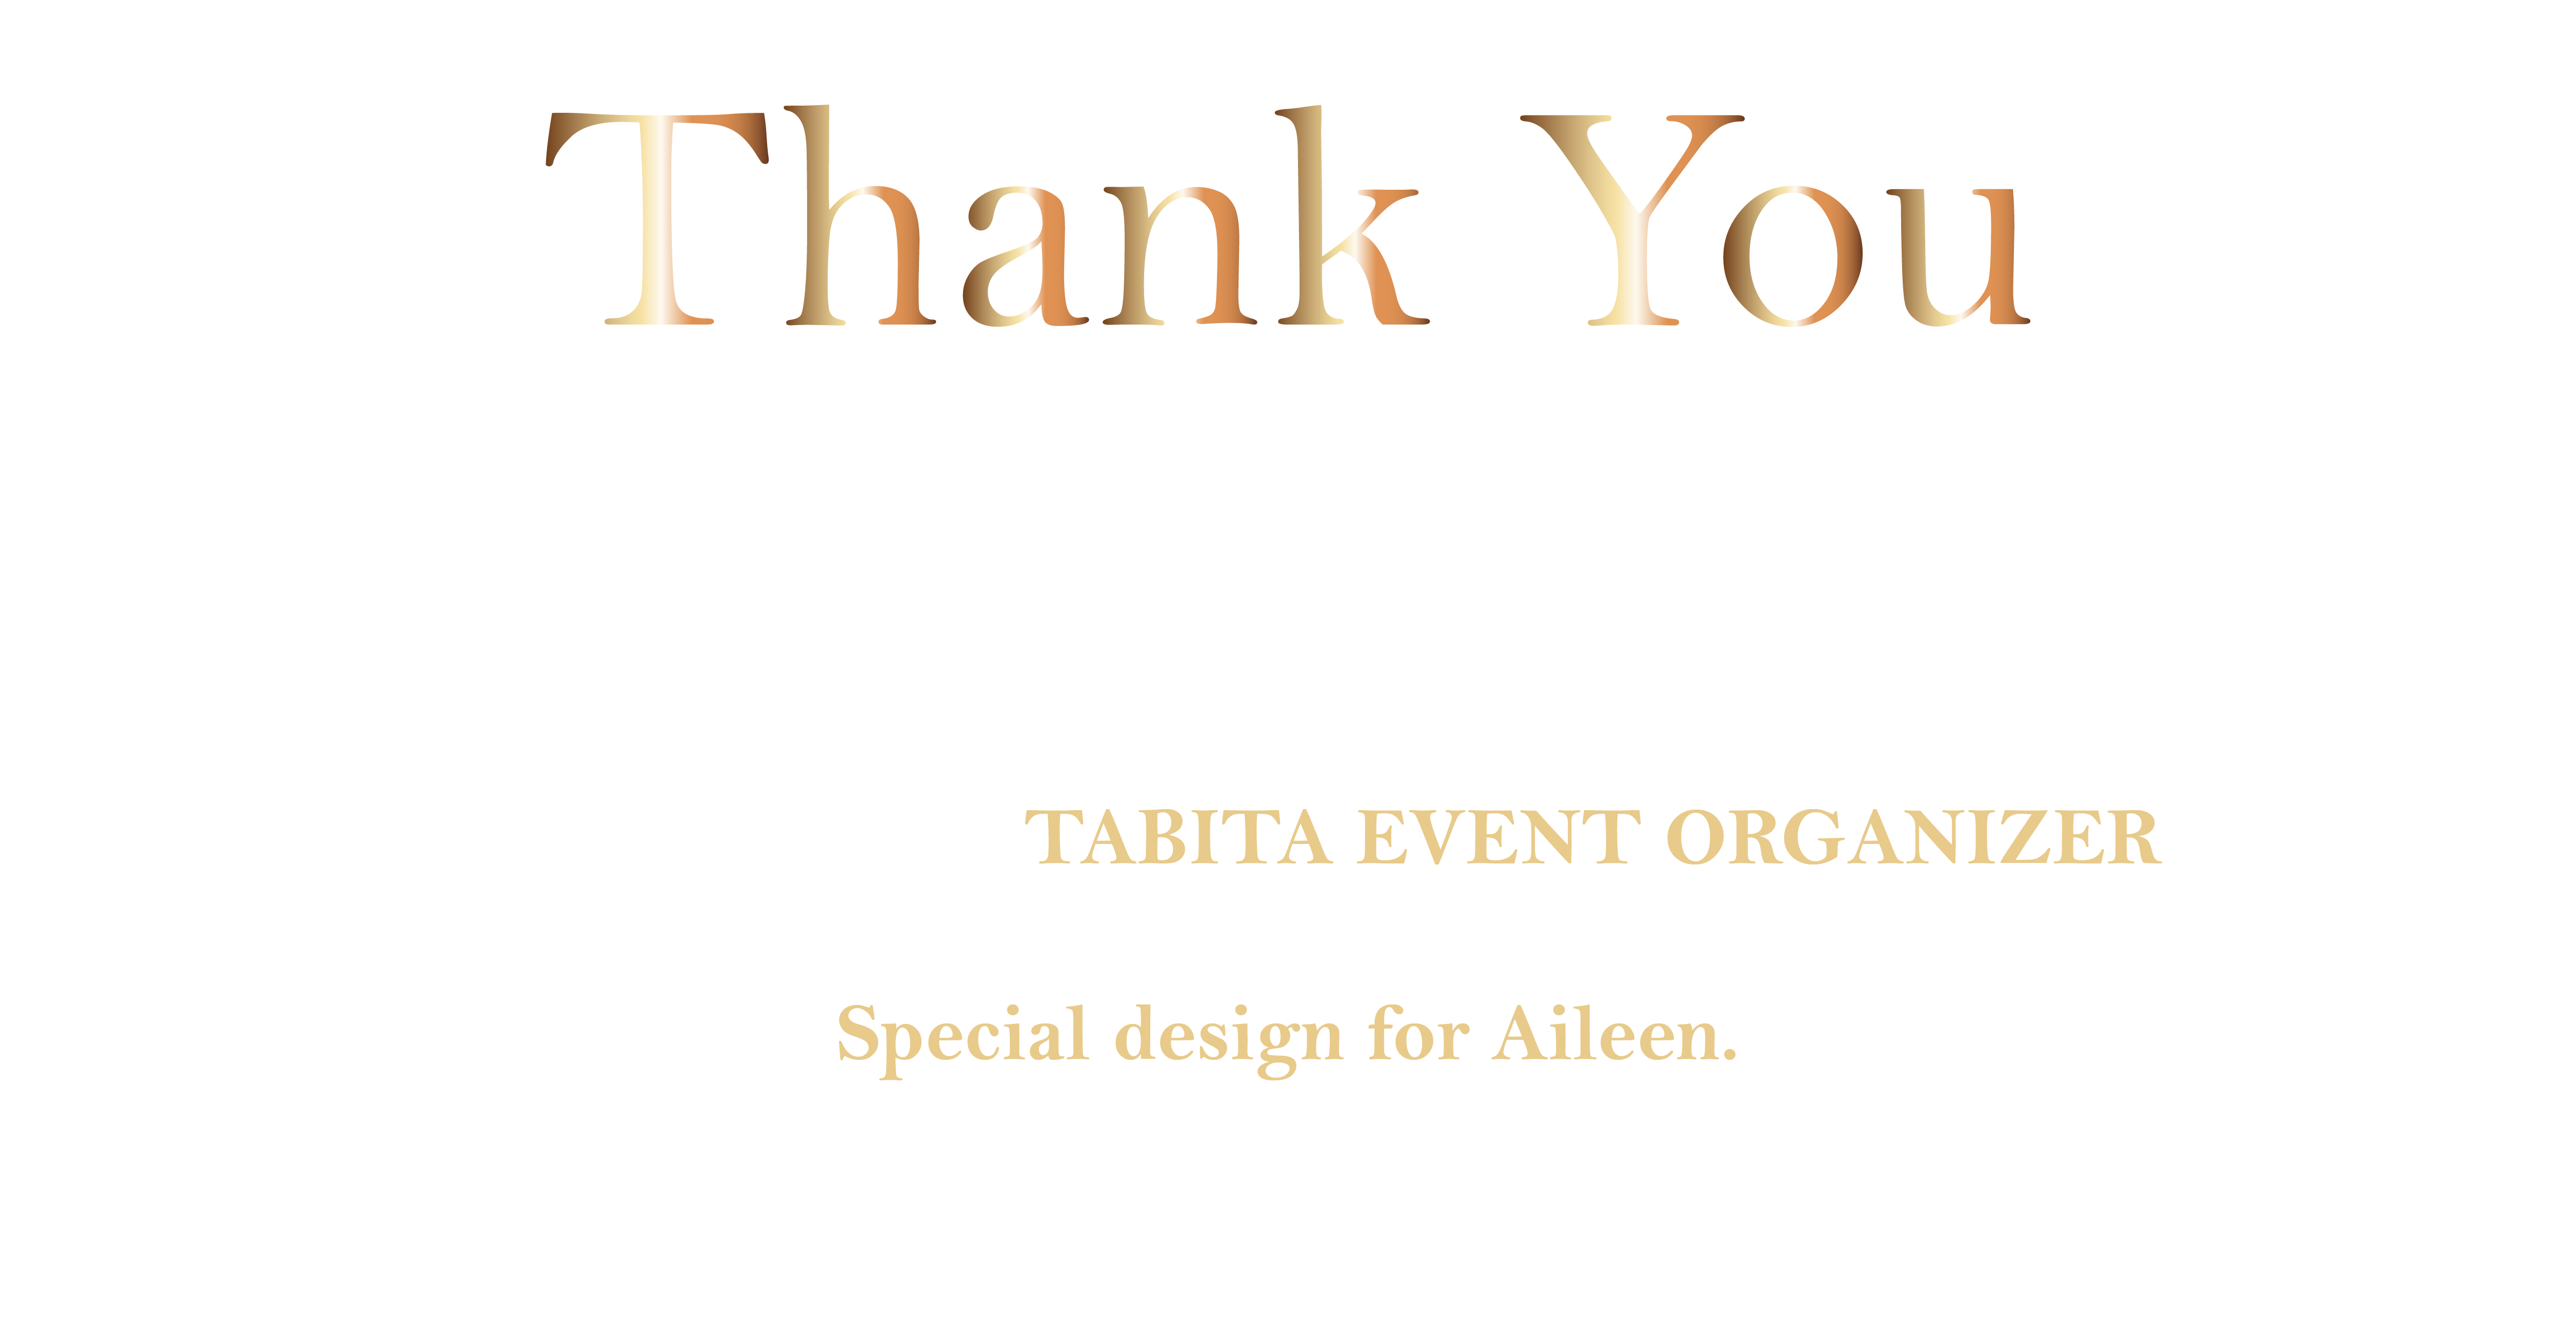 Thank You
TABITA EVENT ORGANIZER
Special design for Aileen.